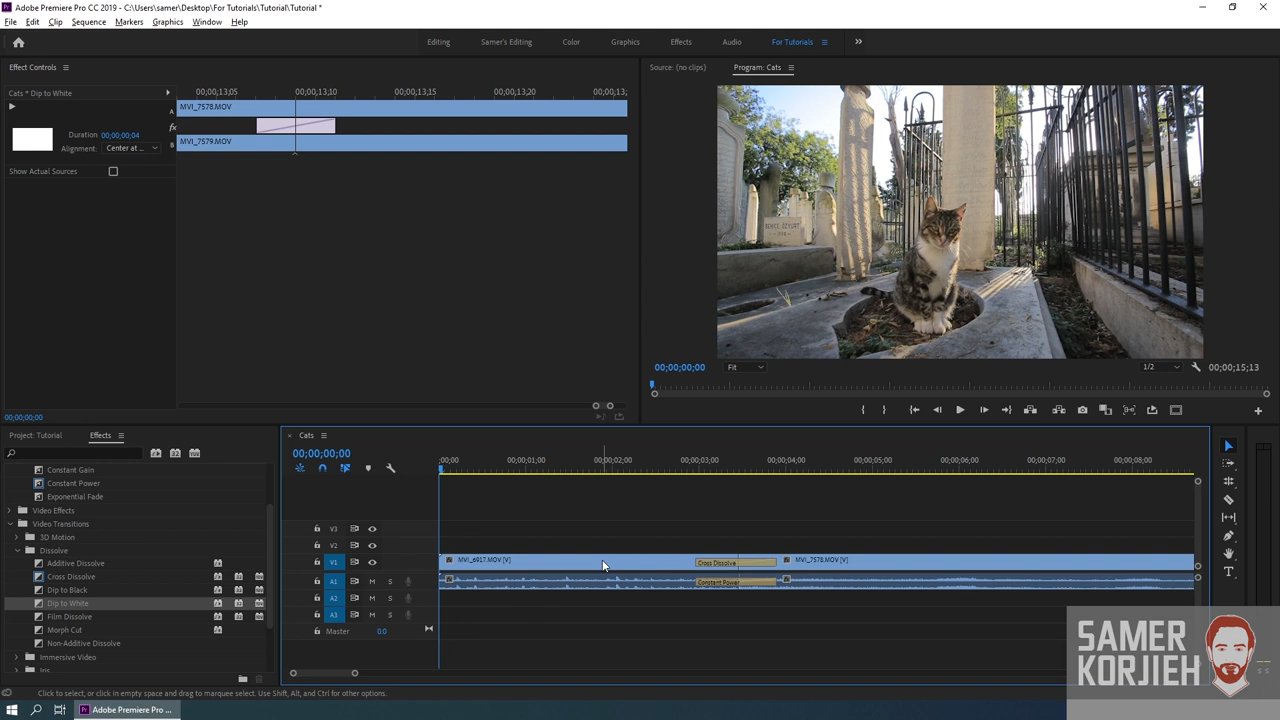 Adobe Premiere Pro CC 2019 - C:\Users\samer\Desktop\For Tutorials\Tutorial\Tutorial *
File Edit Clip Sequence Markers Graphics Window Help
Editing Samer's Editing Color Graphics Effects Audio For Tutorials
Effect Controls
Source: (no clips) Program: Cats
Cats * Dip to White
00;00;13;05 00;00;13;10 00;00;13;15 00;00;13;20 00;00;13;
A MVI_7578.MOV
fx
Duration 00;00;00;04
MVI_7579.MOV
Alignment: Center at ...
Show Actual Sources
00;00;00;00 Fit 1/2 00;00;15;13
00;00;00;00
Project: Tutorial Effects
Cats
00;00;00;00
;00;00 00;00;01;00 00;00;02;00 00;00;03;00 00;00;04;00 00;00;05;00 00;00;06;00 00;00;07;00 00;00;08;00
Constant Gain
Constant Power
Exponential Fade
Video Effects
Video Transitions
3D Motion
Dissolve
Additive Dissolve
Cross Dissolve
Dip to Black
Dip to White
Film Dissolve
Morph Cut
Non-Additive Dissolve
Immersive Video
Iris
V3
V2
V1 MVI_6917.MOV [V] Cross Dissolve MVI_7578.MOV [V]
A1 M S Constant Power
A2 M S
A3 M S
Master 0.0
SAMER
KORJIEH
S S
Click to select, or click in empty space and drag to marquee select. Use Shift, Alt, and Ctrl for other options.
Pr Adobe Premiere Pro ...